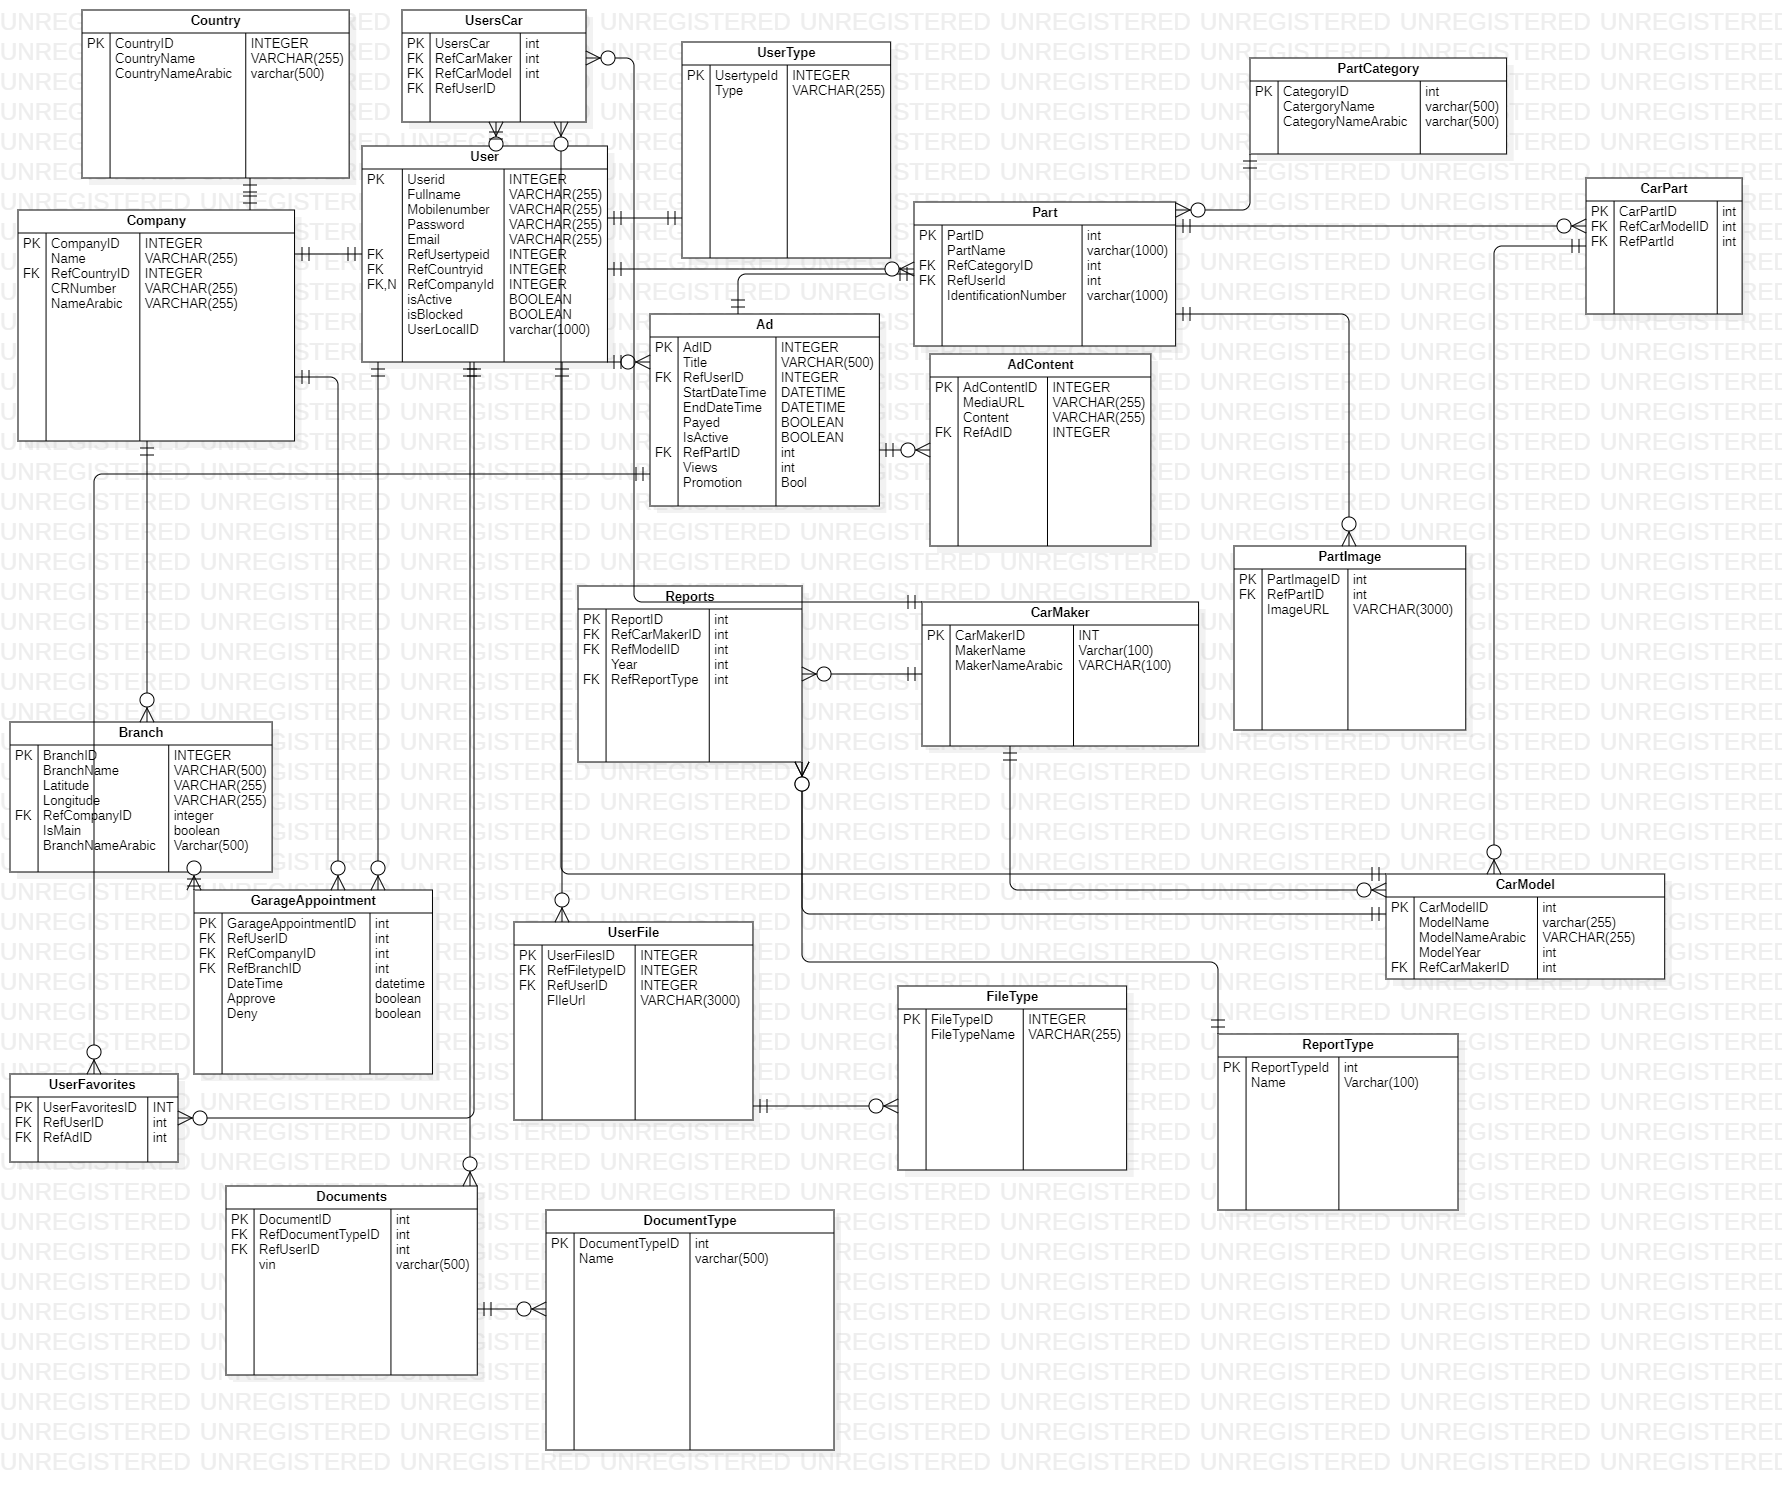 Country
PK CountryID INTEGER
CountryName VARCHAR(255)
CountryNameArabic varchar(500)
UsersCar
PK UsersCar int
FK RefCarMaker int
FK RefCarModel int
FK RefUserID
UserType
PK UsertypeId INTEGER
Type VARCHAR(255)
PartCategory
PK CategoryID int
CatergoryName varchar(500)
CategoryNameArabic varchar(500)
User
PK Userid INTEGER
Fullname VARCHAR(255)
Mobilenumber VARCHAR(255)
Password VARCHAR(255)
Email VARCHAR(255)
FK RefUsertypeid INTEGER
FK RefCountryid INTEGER
FK,N RefCompanyId INTEGER
isActive BOOLEAN
isBlocked BOOLEAN
UserLocalID varchar(1000)
CarPart
PK CarPartID int
FK RefCarModelID int
FK RefPartId int
Company
PK CompanyID INTEGER
Name VARCHAR(255)
FK RefCountryID INTEGER
CRNumber VARCHAR(255)
NameArabic VARCHAR(255)
Part
PK PartID int
PartName varchar(1000)
FK RefCategoryID int
FK RefUserId int
IdentificationNumber varchar(1000)
Ad
PK AdID INTEGER
Title VARCHAR(500)
FK RefUserID INTEGER
StartDateTime DATETIME
EndDateTime DATETIME
Payed BOOLEAN
IsActive BOOLEAN
FK RefPartID int
Views int
Promotion Bool
AdContent
PK AdContentID INTEGER
MediaURL VARCHAR(255)
Content VARCHAR(255)
FK RefAdID INTEGER
PartImage
PK PartImageID int
FK RefPartID int
ImageURL VARCHAR(3000)
Reports
PK ReportID int
FK RefCarMakerID int
FK RefModelID int
Year int
FK RefReportType int
CarMaker
PK CarMakerID INT
MakerName Varchar(100)
MakerNameArabic VARCHAR(100)
Branch
PK BranchID INTEGER
BranchName VARCHAR(500)
Latitude VARCHAR(255)
Longitude VARCHAR(255)
FK RefCompanyID integer
IsMain boolean
BranchNameArabic Varchar(500)
GarageAppointment
PK GarageAppointmentID int
FK RefUserID int
FK RefCompanyID int
FK RefBranchID int
DateTime datetime
Approve boolean
Deny boolean
CarModel
PK CarModelID int
ModelName varchar(255)
ModelNameArabic VARCHAR(255)
ModelYear int
FK RefCarMakerID int
UserFile
PK UserFilesID INTEGER
FK RefFiletypeID INTEGER
FK RefUserID INTEGER
FIleUrl VARCHAR(3000)
FileType
PK FileTypeID INTEGER
FileTypeName VARCHAR(255)
ReportType
PK ReportTypeId int
Name Varchar(100)
UserFavorites
PK UserFavoritesID INT
FK RefUserID int
FK RefAdID int
Documents
PK DocumentID int
FK RefDocumentTypeID int
FK RefUserID int
vin varchar(500)
DocumentType
PK DocumentTypeID int
Name varchar(500)
UNREGISTERED